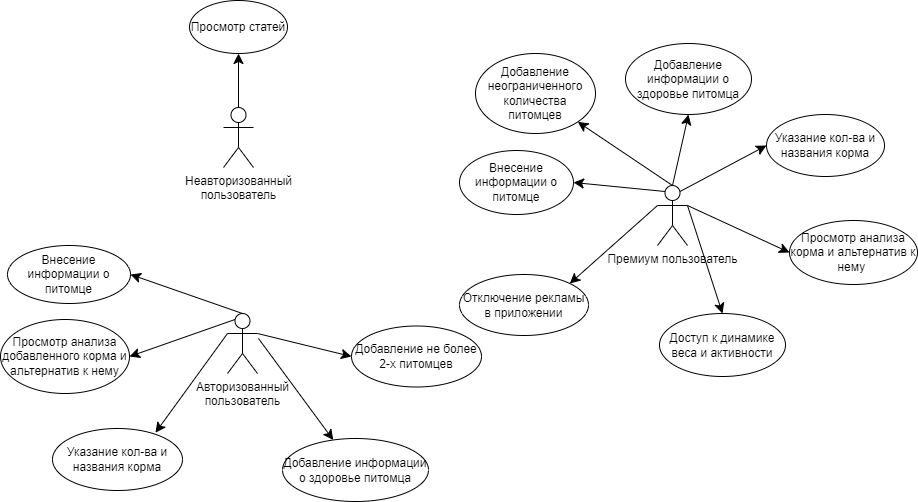 Просмотр статей
Неавторизованный
пользователь
Добавление
неограниченного
количества
питомцев
Добавление
информации о
здоровье питомца
Указание кол-ва и
названия корма
Внесение
информации о
питомце
Премиум пользователь
Просмотр анализа
корма и альтернатив к
нему
Отключение рекламы
в приложении
Доступ к динамике
веса и активности
Внесение
информации о
питомце
Просмотр анализа
добавленного корма и
альтернатив к нему
Авторизованный
пользователь
Добавление не более
2-х питомцев
Указание кол-ва и
названия корма
Добавление информации
о здоровье питомца